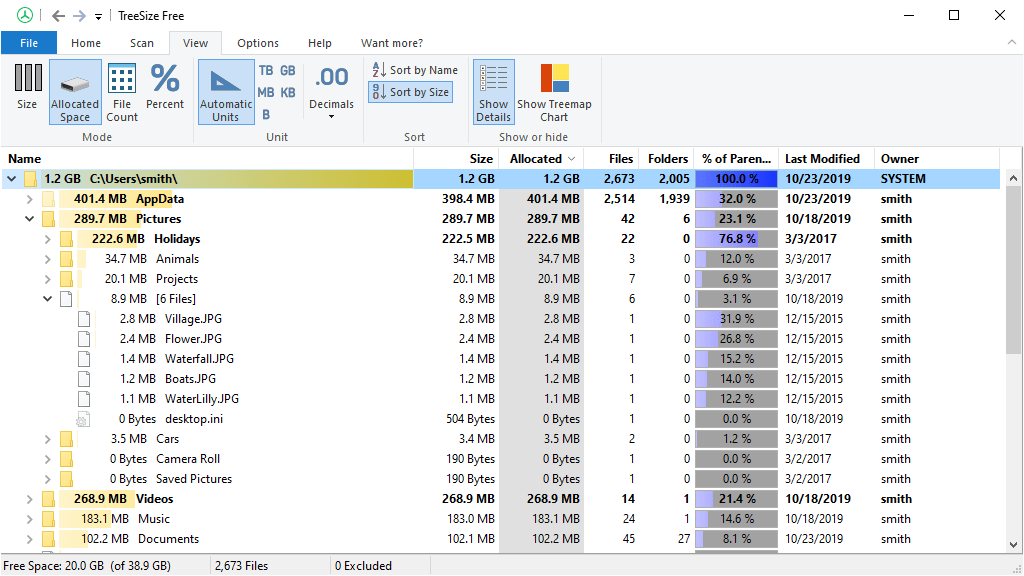 TreeSize Free
File Home Scan View Options Help Want more?
Size Allocated Space File Count Percent Automatic Units TB GB MB KB B .00 Decimals Sort by Name Sort by Size Show Details Show Treemap Chart
Mode Unit Sort Show or hide
Name Size Allocated Files Folders % of Paren... Last Modified Owner
1.2 GB C:\Users\smith\ 1.2 GB 1.2 GB 2,673 2,005 100.0 % 10/23/2019 SYSTEM
401.4 MB AppData 398.4 MB 401.4 MB 2,514 1,939 32.0 % 10/23/2019 smith
289.7 MB Pictures 289.7 MB 289.7 MB 42 6 23.1 % 10/18/2019 smith
222.6 MB Holidays 222.5 MB 222.6 MB 22 0 76.8 % 3/3/2017 smith
34.7 MB Animals 34.7 MB 34.7 MB 3 0 12.0 % 3/3/2017 smith
20.1 MB Projects 20.1 MB 20.1 MB 7 0 6.9 % 3/3/2017 smith
8.9 MB [6 Files] 8.9 MB 8.9 MB 6 0 3.1 % 10/18/2019 smith
2.8 MB Village.JPG 2.8 MB 2.8 MB 1 0 31.9 % 12/15/2015 smith
2.4 MB Flower.JPG 2.4 MB 2.4 MB 1 0 26.8 % 12/15/2015 smith
1.4 MB Waterfall.JPG 1.4 MB 1.4 MB 1 0 15.2 % 12/15/2015 smith
1.2 MB Boats.JPG 1.2 MB 1.2 MB 1 0 14.0 % 12/15/2015 smith
1.1 MB WaterLilly.JPG 1.1 MB 1.1 MB 1 0 12.2 % 12/15/2015 smith
0 Bytes desktop.ini 504 Bytes 0 Bytes 1 0 0.0 % 10/18/2019 smith
3.5 MB Cars 3.4 MB 3.5 MB 2 0 1.2 % 3/3/2017 smith
0 Bytes Camera Roll 190 Bytes 0 Bytes 1 0 0.0 % 3/2/2017 smith
0 Bytes Saved Pictures 190 Bytes 0 Bytes 1 0 0.0 % 3/2/2017 smith
268.9 MB Videos 268.9 MB 268.9 MB 14 1 21.4 % 10/18/2019 smith
183.1 MB Music 183.0 MB 183.1 MB 24 1 14.6 % 10/18/2019 smith
102.2 MB Documents 102.1 MB 102.2 MB 45 27 8.1 % 10/23/2019 smith
Free Space: 20.0 GB (of 38.9 GB) 2,673 Files 0 Excluded